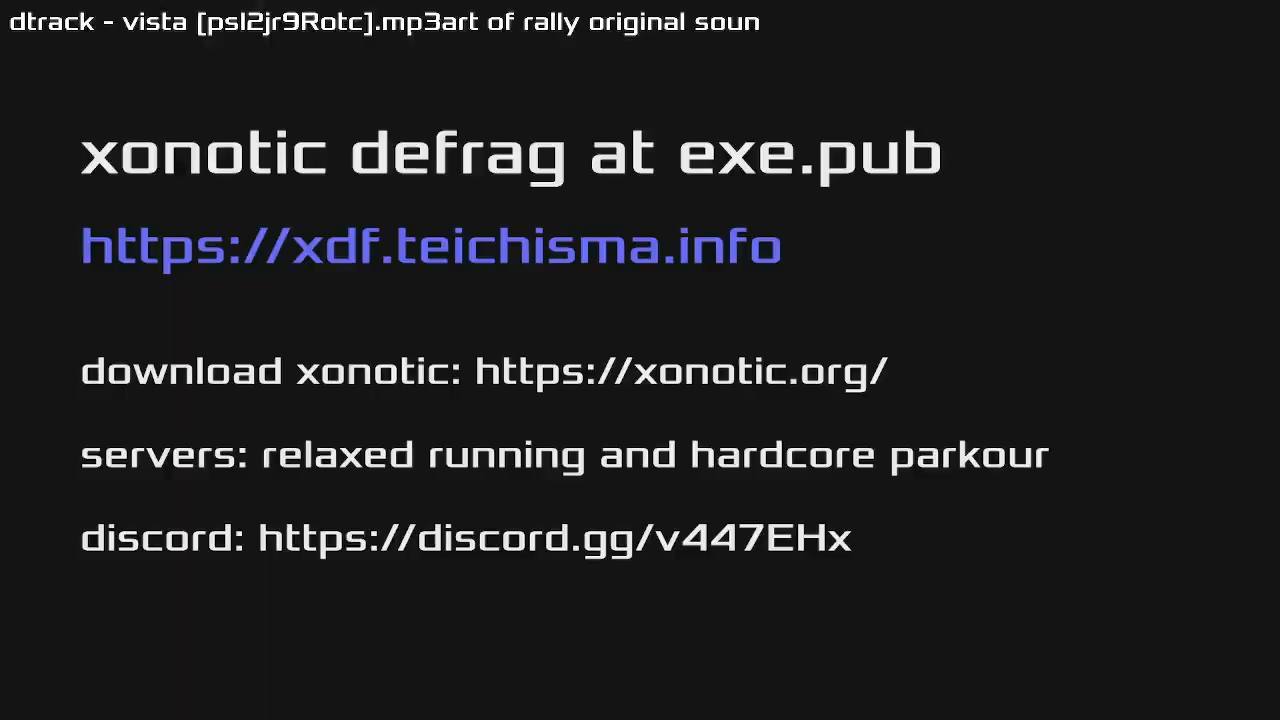 dtrack - vista [psI2jr9Rotc].mp3art of rally original soun
xonotic defrag at exe.pub
https://xdf.teichisma.info
download xonotic: https://xonotic.org/
servers: relaxed running and hardcore parkour
discord: https://discord.gg/v447EHx